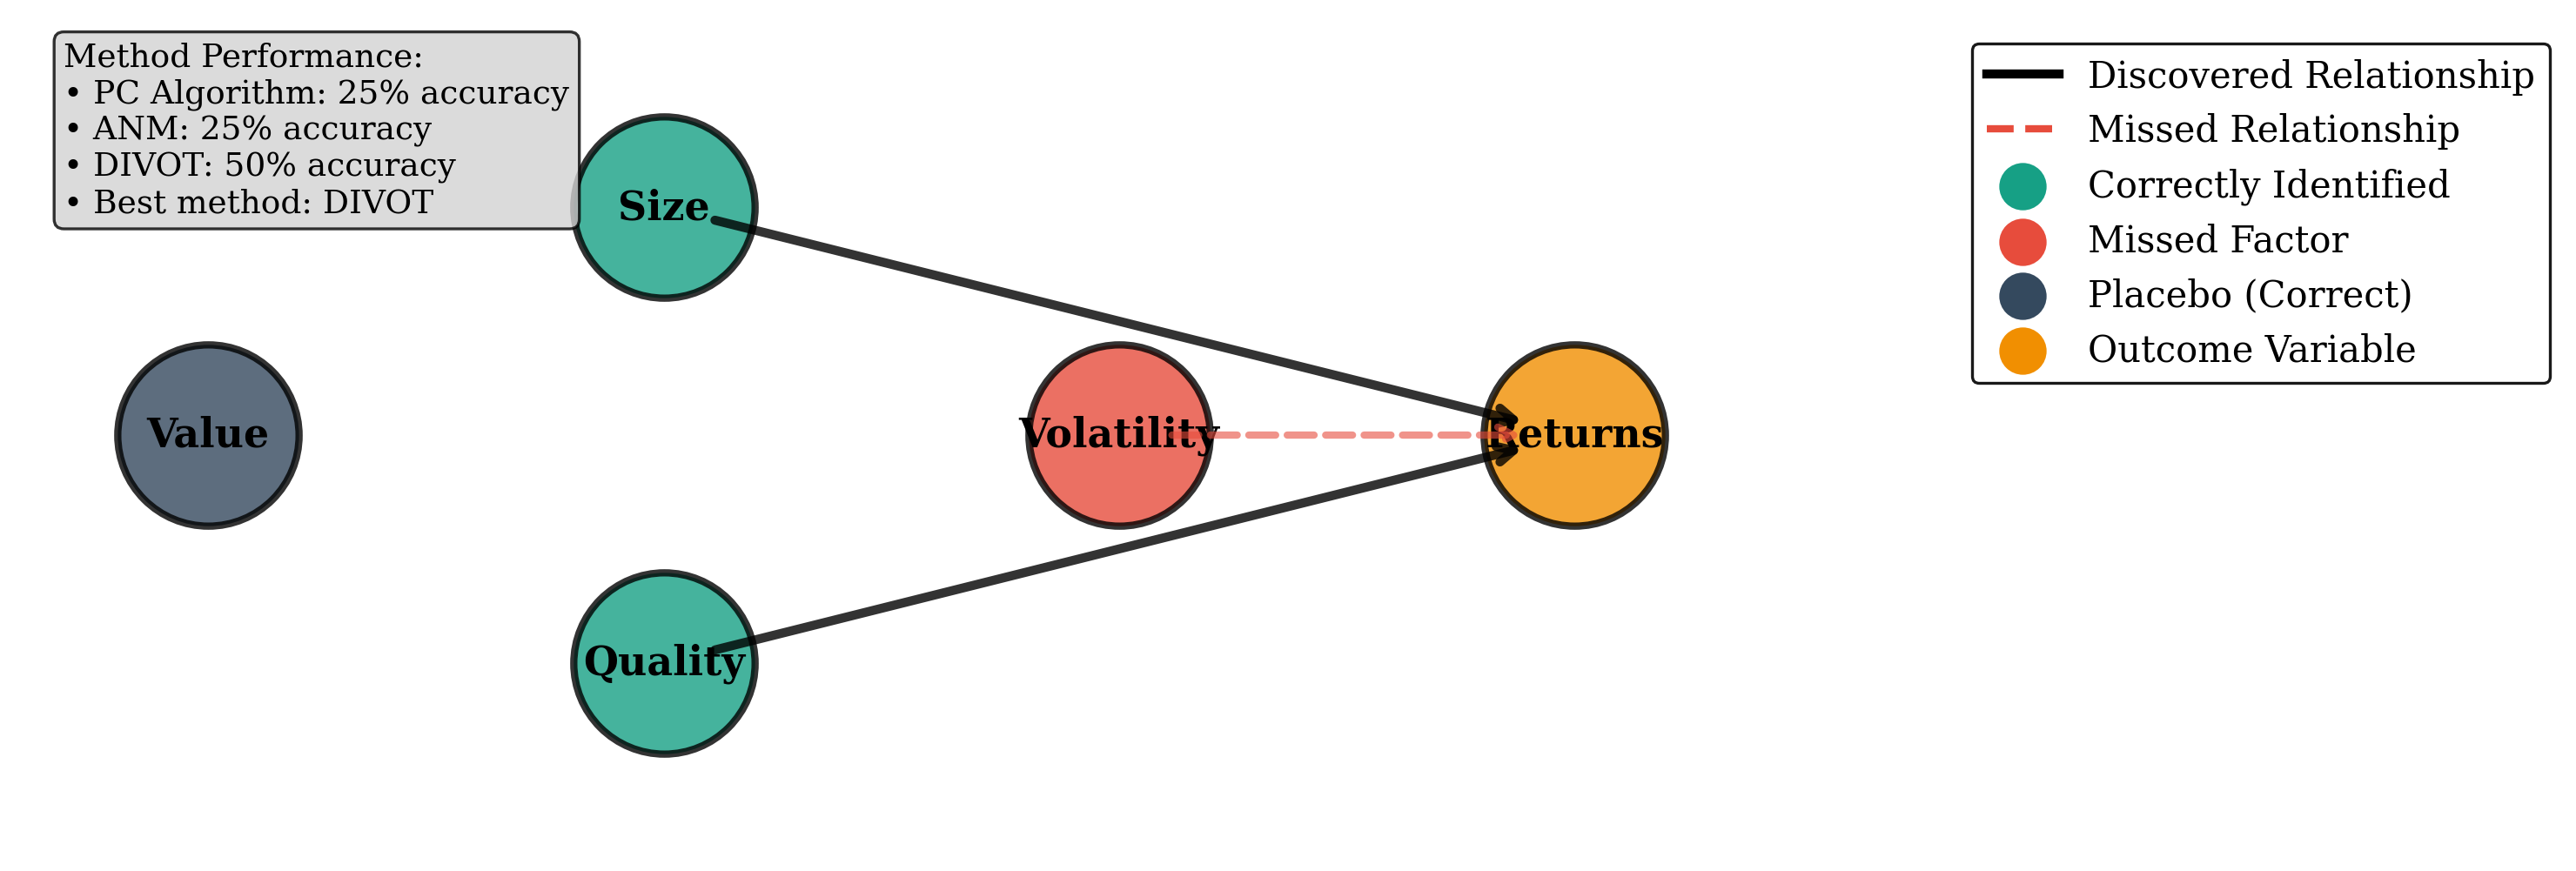 Method Performance:
• PC Algorithm: 25% accuracy
• ANM: 25% accuracy
• DIVOT: 50% accuracy
• Best method: DIVOT
Size
Value
Volatility
Returns
Quality
Discovered Relationship
Missed Relationship
Correctly Identified
Missed Factor
Placebo (Correct)
Outcome Variable